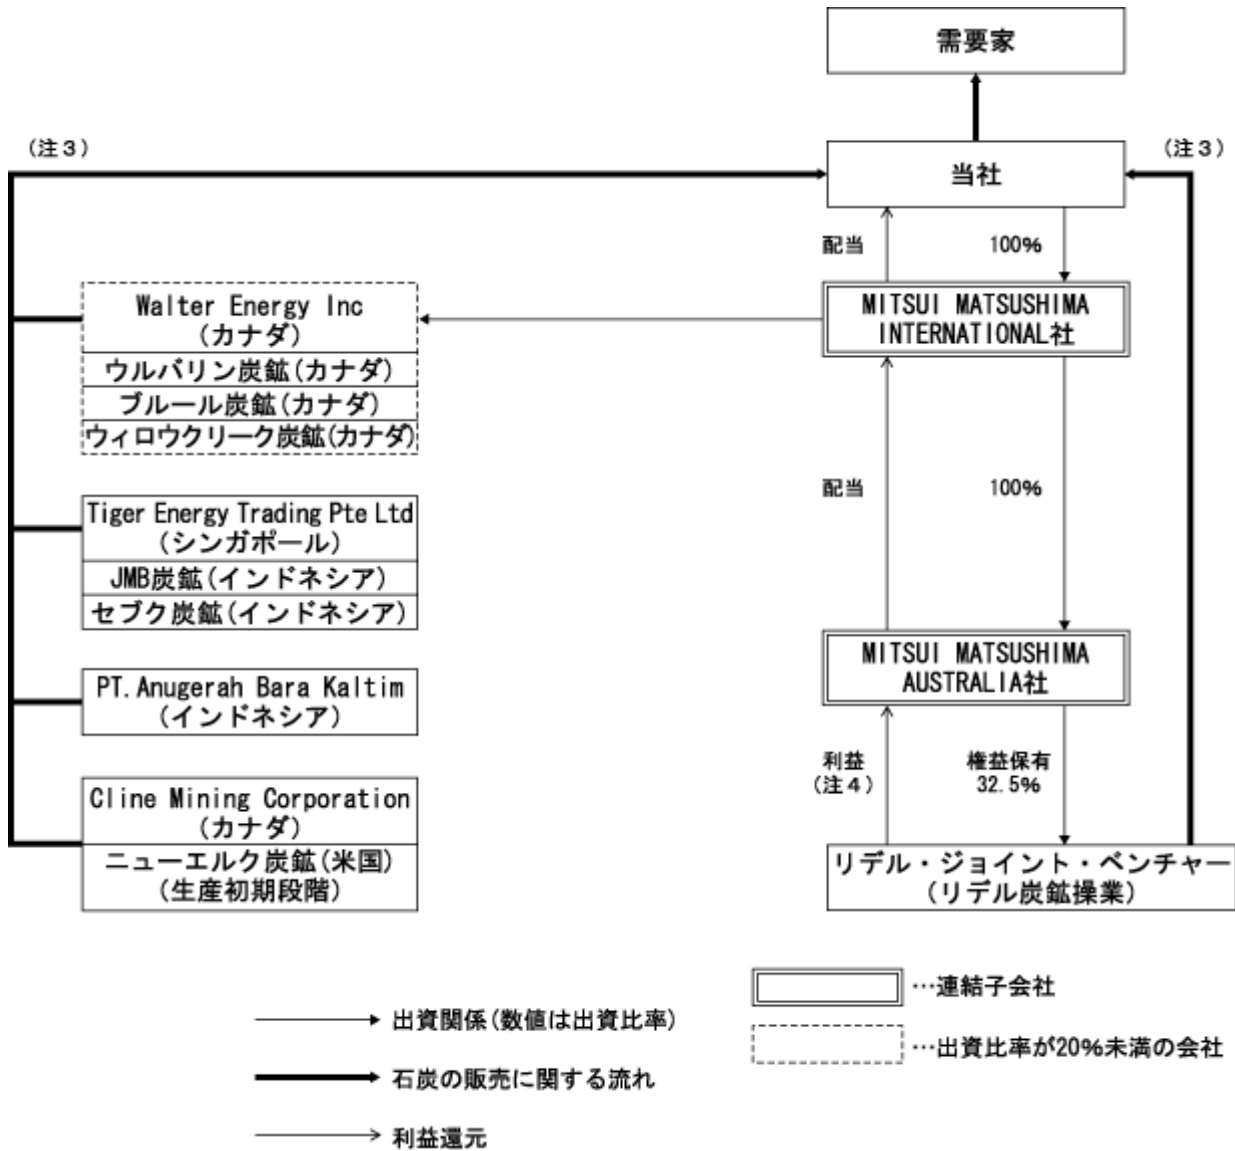 需要家
(注3)
(注3)
当社
配当
100%
Walter Energy Inc
(カナダ)
ウルバリン炭鉱(カナダ)
ブルール炭鉱(カナダ)
ウィロウクリーク炭鉱(カナダ)
MITSUI MATSUSHIMA
INTERNATIONAL社
配当
100%
Tiger Energy Trading Pte Ltd
(シンガポール)
JMB炭鉱(インドネシア)
セブク炭鉱(インドネシア)
MITSUI MATSUSHIMA
AUSTRALIA社
PT.Anugerah Bara Kaltim
(インドネシア)
利益
(注4)
権益保有
32.5%
Cline Mining Corporation
(カナダ)
ニューエルク炭鉱(米国)
(生産初期段階)
リデル・ジョイント・ベンチャー
(リデル炭鉱操業)
…連結子会社
出資関係(数値は出資比率)
…出資比率が20%未満の会社
石炭の販売に関する流れ
利益還元